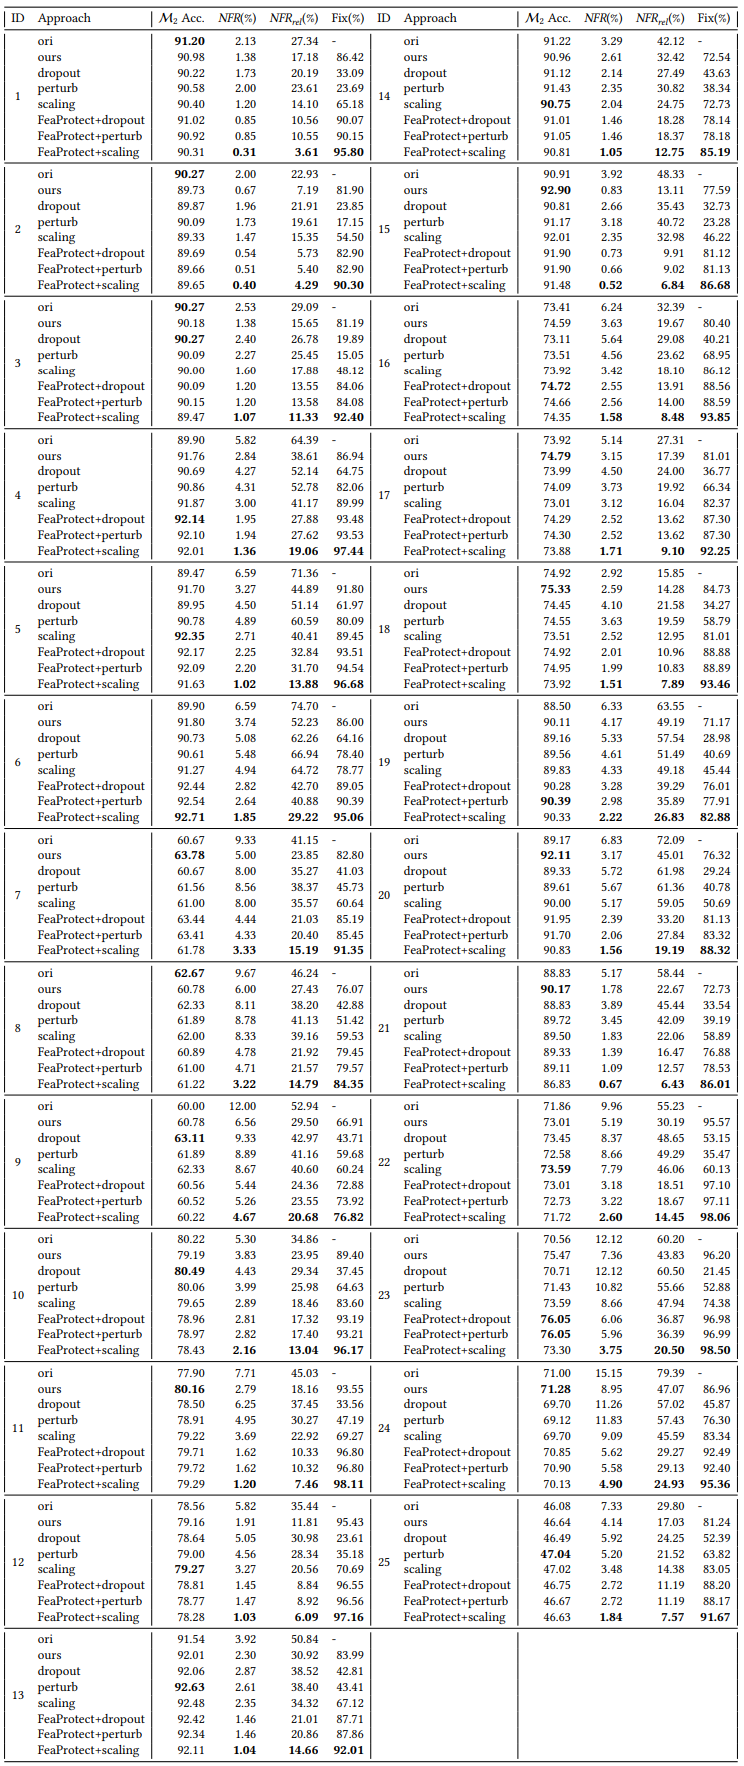 ID Approach M₂ Acc. NFR(%) NFR_rel(%) Fix(%) ID Approach M₂ Acc. NFR(%) NFR_rel(%) Fix(%)
ori 91.20 2.13 27.34 - ori 91.22 3.29 42.12 -
ours 90.98 1.38 17.18 86.42 ours 90.96 2.61 32.42 72.54
dropout 90.22 1.73 20.19 33.09 dropout 91.12 2.14 27.49 43.63
1 perturb 90.58 2.00 23.61 23.69 14 perturb 91.43 2.35 30.82 38.34
scaling 90.40 1.20 14.10 65.18 scaling 90.75 2.04 24.75 72.73
FeaProtect+dropout 91.02 0.85 10.56 90.07 FeaProtect+dropout 91.01 1.46 18.28 78.14
FeaProtect+perturb 90.92 0.85 10.55 90.15 FeaProtect+perturb 91.05 1.46 18.37 78.18
FeaProtect+scaling 90.31 0.31 3.61 95.80 FeaProtect+scaling 90.81 1.05 12.75 85.19
ori 90.27 2.00 22.93 - ori 90.91 3.92 48.33 -
ours 89.73 0.67 7.19 81.90 ours 92.90 0.83 13.11 77.59
dropout 89.87 1.96 21.91 23.85 dropout 90.81 2.66 35.43 32.73
2 perturb 90.09 1.73 19.61 17.15 15 perturb 91.17 3.18 40.72 23.28
scaling 89.33 1.47 15.35 54.50 scaling 92.01 2.35 32.98 46.22
FeaProtect+dropout 89.69 0.54 5.73 82.90 FeaProtect+dropout 91.90 0.73 9.91 81.12
FeaProtect+perturb 89.66 0.51 5.40 82.90 FeaProtect+perturb 91.90 0.66 9.02 81.13
FeaProtect+scaling 89.65 0.40 4.29 90.30 FeaProtect+scaling 91.48 0.52 6.84 86.68
ori 90.27 2.53 29.09 - ori 73.41 6.24 32.39 -
ours 90.18 1.38 15.65 81.19 ours 74.59 3.63 19.67 80.40
dropout 90.27 2.40 26.78 19.89 dropout 73.11 5.64 29.08 40.21
3 perturb 90.09 2.27 25.45 15.05 16 perturb 73.51 4.56 23.62 68.95
scaling 90.00 1.60 17.88 48.12 scaling 73.92 3.42 18.10 86.12
FeaProtect+dropout 90.09 1.20 13.55 84.06 FeaProtect+dropout 74.72 2.55 13.91 88.56
FeaProtect+perturb 90.15 1.20 13.58 84.08 FeaProtect+perturb 74.66 2.56 14.00 88.59
FeaProtect+scaling 89.47 1.07 11.33 92.40 FeaProtect+scaling 74.35 1.58 8.48 93.85
ori 89.90 5.82 64.39 - ori 73.92 5.14 27.31 -
ours 91.76 2.84 38.61 86.94 ours 74.79 3.15 17.39 81.01
dropout 90.69 4.27 52.14 64.75 dropout 73.99 4.50 24.00 36.77
4 perturb 90.86 4.31 52.78 82.06 17 perturb 74.09 3.73 19.92 66.34
scaling 91.87 3.00 41.17 89.99 scaling 73.01 3.12 16.04 82.37
FeaProtect+dropout 92.14 1.95 27.88 93.48 FeaProtect+dropout 74.29 2.52 13.62 87.30
FeaProtect+perturb 92.10 1.94 27.62 93.53 FeaProtect+perturb 74.30 2.52 13.62 87.30
FeaProtect+scaling 92.01 1.36 19.06 97.44 FeaProtect+scaling 73.88 1.71 9.10 92.25
ori 89.47 6.59 71.36 - ori 74.92 2.92 15.85 -
ours 91.70 3.27 44.89 91.80 ours 75.33 2.59 14.28 84.73
dropout 89.95 4.50 51.14 61.97 dropout 74.45 4.10 21.58 34.27
5 perturb 90.78 4.89 60.59 80.09 18 perturb 74.55 3.63 19.59 58.79
scaling 92.35 2.71 40.41 89.45 scaling 73.51 2.52 12.95 81.01
FeaProtect+dropout 92.17 2.25 32.84 93.51 FeaProtect+dropout 74.92 2.01 10.96 88.88
FeaProtect+perturb 92.09 2.20 31.70 94.54 FeaProtect+perturb 74.95 1.99 10.83 88.89
FeaProtect+scaling 91.63 1.02 13.88 96.68 FeaProtect+scaling 73.92 1.51 7.89 93.46
ori 89.90 6.59 74.70 - ori 88.50 6.33 63.55 -
ours 91.80 3.74 52.23 86.00 ours 90.11 4.17 49.19 71.17
dropout 90.73 5.08 62.26 64.16 dropout 89.16 5.33 57.54 28.98
6 perturb 90.61 5.48 66.94 78.40 19 perturb 89.56 4.61 51.49 40.69
scaling 91.27 4.94 64.72 78.77 scaling 89.83 4.33 49.18 45.44
FeaProtect+dropout 92.44 2.82 42.70 89.05 FeaProtect+dropout 90.28 3.28 39.29 76.01
FeaProtect+perturb 92.54 2.64 40.88 90.39 FeaProtect+perturb 90.39 2.98 35.89 77.91
FeaProtect+scaling 92.71 1.85 29.22 95.06 FeaProtect+scaling 90.33 2.22 26.83 82.88
ori 60.67 9.33 41.15 - ori 89.17 6.83 72.09 -
ours 63.78 5.00 23.85 82.80 ours 92.11 3.17 45.01 76.32
dropout 60.67 8.00 35.27 41.03 dropout 89.33 5.72 61.98 29.24
7 perturb 61.56 8.56 38.37 45.73 20 perturb 89.61 5.67 61.36 40.78
scaling 61.00 8.00 35.57 60.64 scaling 90.00 5.17 59.05 50.69
FeaProtect+dropout 63.44 4.44 21.03 85.19 FeaProtect+dropout 91.95 2.39 33.20 81.13
FeaProtect+perturb 63.41 4.33 20.40 85.45 FeaProtect+perturb 91.70 2.06 27.84 83.32
FeaProtect+scaling 61.78 3.33 15.19 91.35 FeaProtect+scaling 90.83 1.56 19.19 88.32
ori 62.67 9.67 46.24 - ori 88.83 5.17 58.44 -
ours 60.78 6.00 27.43 76.07 ours 90.17 1.78 22.67 72.73
dropout 62.33 8.11 38.20 42.88 dropout 88.83 3.89 45.44 33.54
8 perturb 61.89 8.78 41.13 51.42 21 perturb 89.72 3.45 42.09 39.19
scaling 62.00 8.33 39.16 59.53 scaling 89.50 1.83 22.06 58.89
FeaProtect+dropout 60.89 4.78 21.92 79.45 FeaProtect+dropout 89.33 1.39 16.47 76.88
FeaProtect+perturb 61.00 4.71 21.57 79.57 FeaProtect+perturb 89.11 1.09 12.57 78.53
FeaProtect+scaling 61.22 3.22 14.79 84.35 FeaProtect+scaling 86.83 0.67 6.43 86.01
ori 60.00 12.00 52.94 - ori 71.86 9.96 55.23 -
ours 60.78 6.56 29.50 66.91 ours 73.01 5.19 30.19 95.57
dropout 63.11 9.33 42.97 43.71 dropout 73.45 8.37 48.65 53.15
9 perturb 61.89 8.89 41.16 59.68 22 perturb 72.58 8.66 49.29 35.47
scaling 62.33 8.67 40.60 60.24 scaling 73.59 7.79 46.06 60.13
FeaProtect+dropout 60.56 5.44 24.36 72.88 FeaProtect+dropout 73.01 3.18 18.51 97.10
FeaProtect+perturb 60.52 5.26 23.55 73.92 FeaProtect+perturb 72.73 3.22 18.67 97.11
FeaProtect+scaling 60.22 4.67 20.68 76.82 FeaProtect+scaling 71.72 2.60 14.45 98.06
ori 80.22 5.30 34.86 - ori 70.56 12.12 60.20 -
ours 79.19 3.83 23.95 89.40 ours 75.47 7.36 43.83 96.20
dropout 80.49 4.43 29.34 37.45 dropout 70.71 12.12 60.50 21.45
10 perturb 80.06 3.99 25.98 64.63 23 perturb 71.43 10.82 55.66 52.88
scaling 79.65 2.89 18.46 83.60 scaling 73.59 8.66 47.94 74.38
FeaProtect+dropout 78.96 2.81 17.32 93.19 FeaProtect+dropout 76.05 6.06 36.87 96.98
FeaProtect+perturb 78.97 2.82 17.40 93.21 FeaProtect+perturb 76.05 5.96 36.39 96.99
FeaProtect+scaling 78.43 2.16 13.04 96.17 FeaProtect+scaling 73.30 3.75 20.50 98.50
ori 77.90 7.71 45.03 - ori 71.00 15.15 79.39 -
ours 80.16 2.79 18.16 93.55 ours 71.28 8.95 47.07 86.96
dropout 78.50 6.25 37.45 33.56 dropout 69.70 11.26 57.02 45.87
11 perturb 78.91 4.95 30.27 47.19 24 perturb 69.12 11.83 57.43 76.30
scaling 79.22 3.69 22.92 69.27 scaling 69.70 9.09 45.59 83.34
FeaProtect+dropout 79.71 1.62 10.33 96.80 FeaProtect+dropout 70.85 5.62 29.27 92.49
FeaProtect+perturb 79.72 1.62 10.32 96.80 FeaProtect+perturb 70.90 5.58 29.13 92.40
FeaProtect+scaling 79.29 1.20 7.46 98.11 FeaProtect+scaling 70.13 4.90 24.93 95.36
ori 78.56 5.82 35.44 - ori 46.08 7.33 29.80 -
ours 79.16 1.91 11.81 95.43 ours 46.64 4.14 17.03 81.24
dropout 78.64 5.05 30.98 23.61 dropout 46.49 5.92 24.25 52.39
12 perturb 79.00 4.56 28.34 35.18 25 perturb 47.04 5.20 21.52 63.82
scaling 79.27 3.27 20.56 70.69 scaling 47.02 3.48 14.38 83.05
FeaProtect+dropout 78.81 1.45 8.84 96.55 FeaProtect+dropout 46.75 2.72 11.19 88.20
FeaProtect+perturb 78.77 1.47 8.92 96.56 FeaProtect+perturb 46.67 2.72 11.19 88.17
FeaProtect+scaling 78.28 1.03 6.09 97.16 FeaProtect+scaling 46.63 1.84 7.57 91.67
ori 91.54 3.92 50.84 -
ours 92.01 2.30 30.92 83.99
dropout 92.06 2.87 38.52 42.81
13 perturb 92.63 2.61 38.40 43.41
scaling 92.48 2.35 34.32 67.12
FeaProtect+dropout 92.42 1.46 21.01 87.71
FeaProtect+perturb 92.34 1.46 20.86 87.86
FeaProtect+scaling 92.11 1.04 14.66 92.01